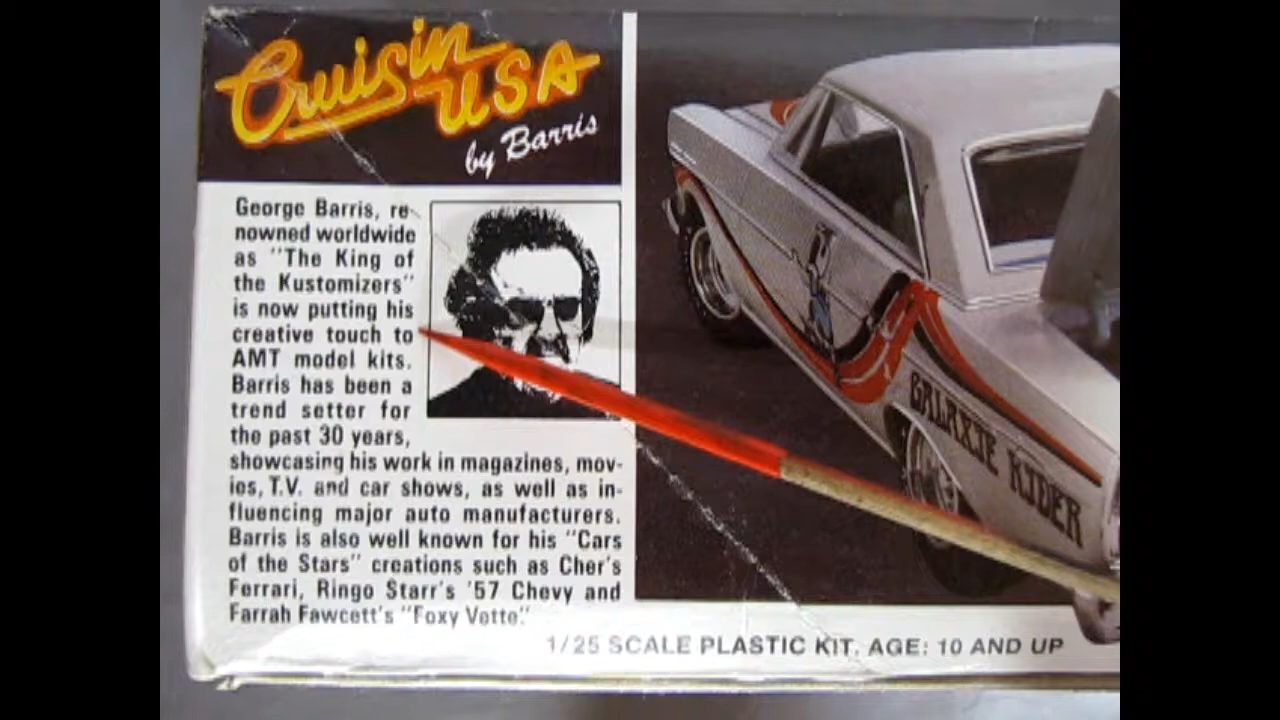 Cruisin
USA
by Barris
George Barris, re-
nowned worldwide
as "The King of
the Kustomizers"
is now putting his
creative touch to
AMT model kits.
Barris has been a
trend setter for
the past 30 years,
showcasing his work in magazines, mov-
ies, T.V. and car shows, as well as in-
fluencing major auto manufacturers.
Barris is also well known for his "Cars
of the Stars" creations such as Cher's
Ferrari, Ringo Starr's '57 Chevy and
Farrah Fawcett's "Foxy Vette."
GALAXIE RIDER
1/25 SCALE PLASTIC KIT. AGE: 10 AND UP